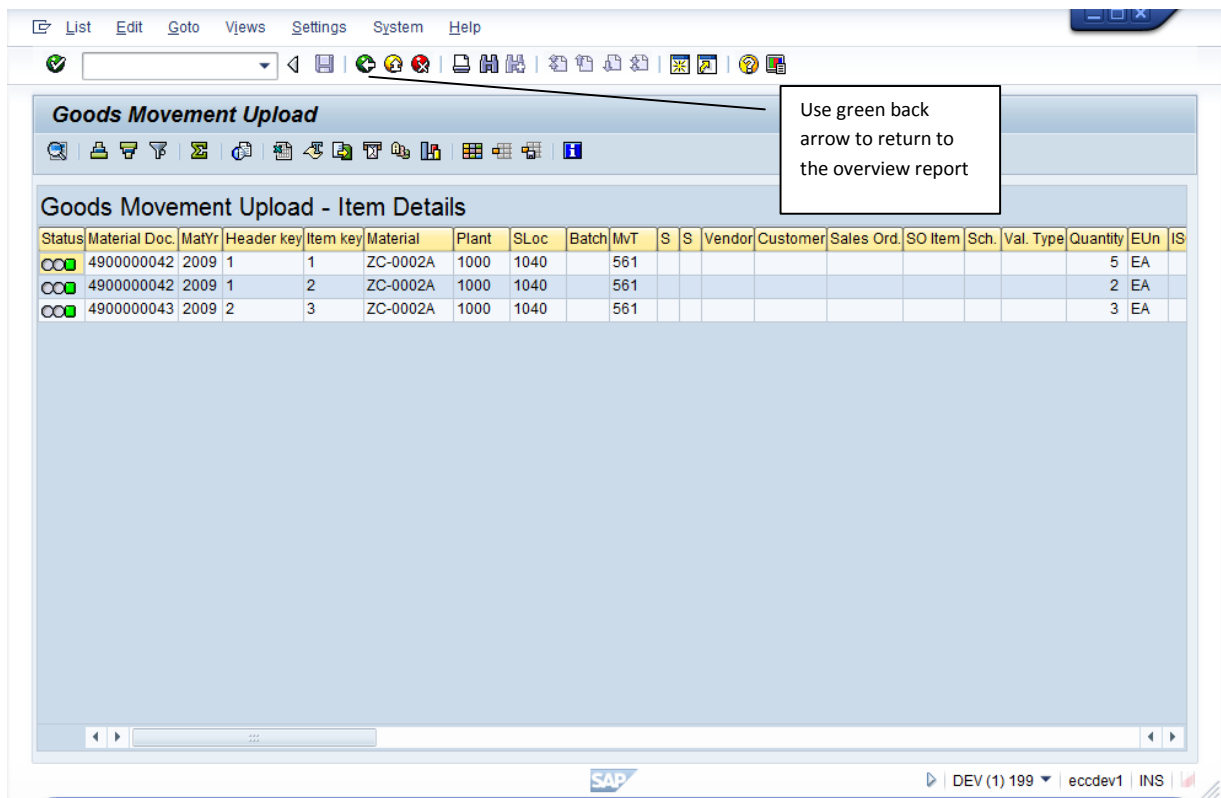 List Edit Goto Views Settings System Help
Goods Movement Upload
Use green back
arrow to return to
the overview report
Goods Movement Upload - Item Details
Status Material Doc. MatYr Header key Item key Material Plant SLoc Batch MvT S S Vendor Customer Sales Ord. SO Item Sch. Val. Type Quantity EUn IS
4900000042 2009 1 1 ZC-0002A 1000 1040 561 5 EA
4900000042 2009 1 2 ZC-0002A 1000 1040 561 2 EA
4900000043 2009 2 3 ZC-0002A 1000 1040 561 3 EA
SAP DEV (1) 199 eccdev1 INS